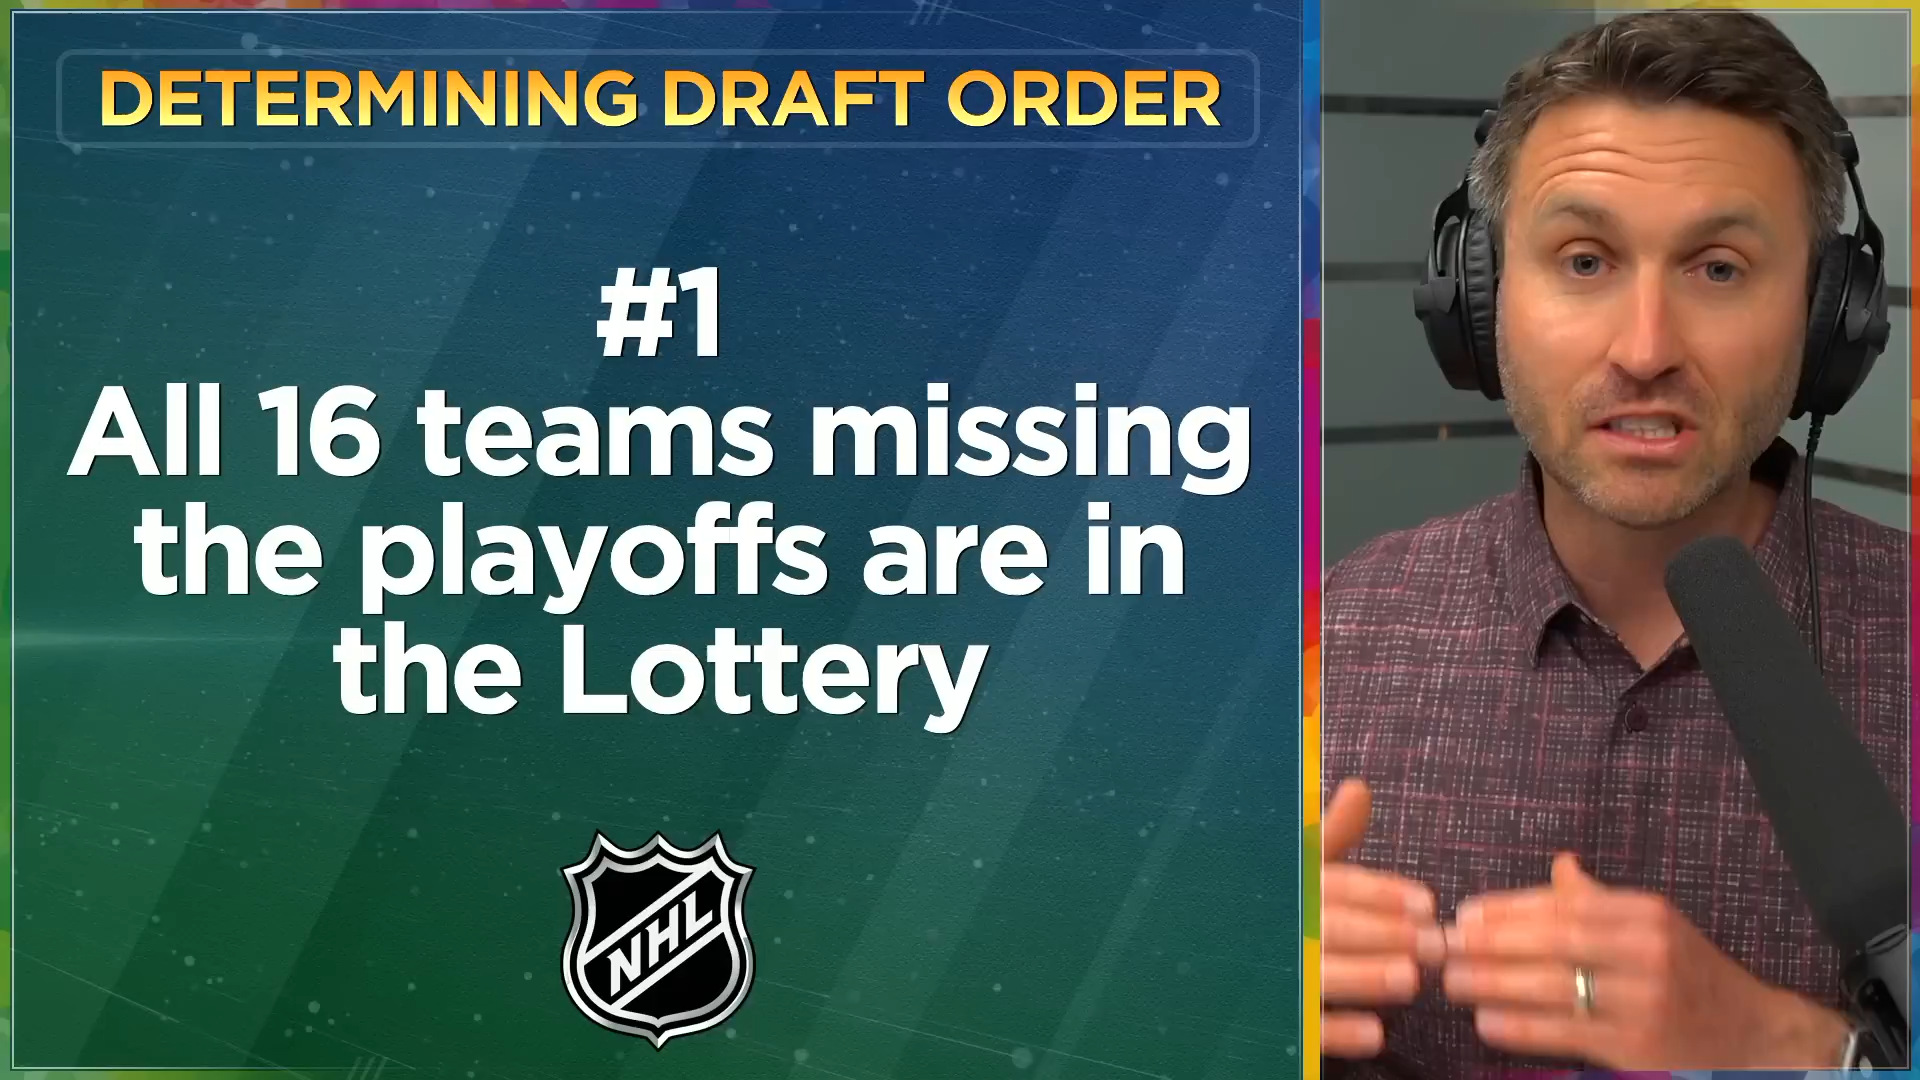 DETERMINING DRAFT ORDER
#1
All 16 teams missing
the playoffs are in
the Lottery
NHL